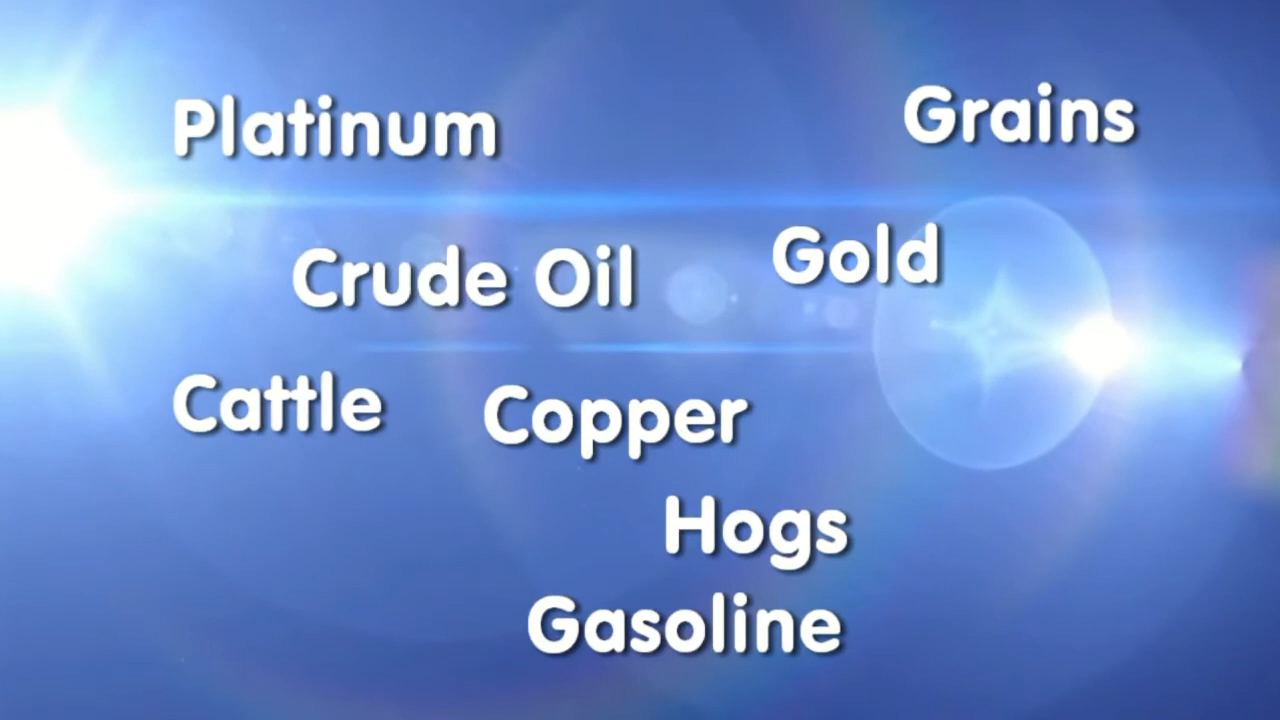 Platinum
Grains
Crude Oil
Gold
Cattle
Copper
Hogs
Gasoline